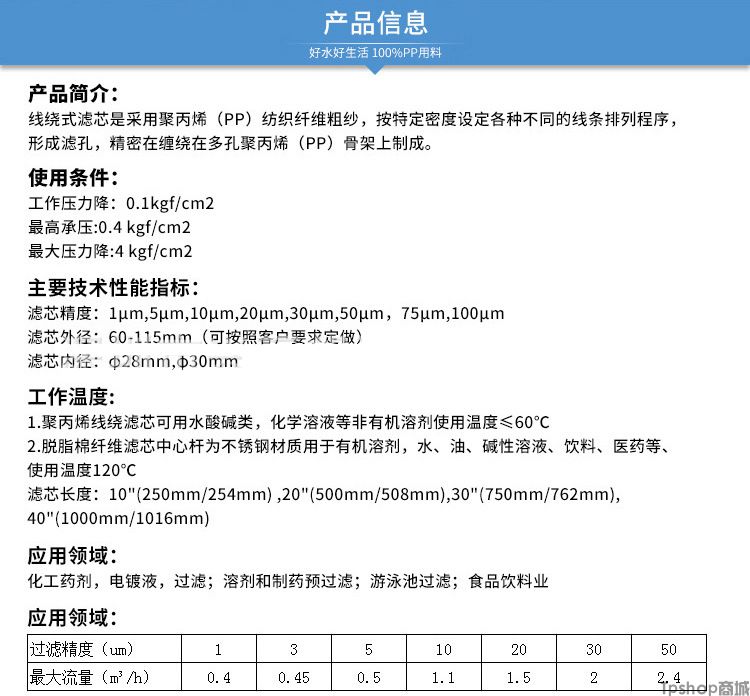 产品信息
好水好生活 100%PP用料
产品简介：
线绕式滤芯是采用聚丙烯（PP）纺织纤维粗纱，按特定密度设定各种不同的线条排列程序，
形成滤孔，精密在缠绕在多孔聚丙烯（PP）骨架上制成。
使用条件：
工作压力降：0.1kgf/cm2
最高承压:0.4 kgf/cm2
最大压力降:4 kgf/cm2
主要技术性能指标：
滤芯精度：1μm,5μm,10μm,20μm,30μm,50μm，75μm,100μm
滤芯外径：60-115mm（可按照客户要求定做）
滤芯内径：φ28mm,φ30mm
工作温度:
1.聚丙烯线绕滤芯可用水酸碱类，化学溶液等非有机溶剂使用温度≤60℃
2.脱脂棉纤维滤芯中心杆为不锈钢材质用于有机溶剂，水、油、碱性溶液、饮料、医药等、
使用温度120℃
滤芯长度：10"(250mm/254mm) ,20"(500mm/508mm),30"(750mm/762mm),
40"(1000mm/1016mm)
应用领域：
化工药剂，电镀液，过滤；溶剂和制药预过滤；游泳池过滤；食品饮料业
应用领域：
过滤精度（um） 1 3 5 10 20 30 50
最大流量（m³/h） 0.4 0.45 0.5 1.1 1.5 2 2.4
Tpshop商城